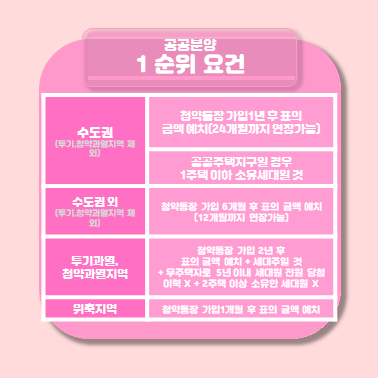 공공분양
1 순위 요건
수도권
(투기,청약과열지역 제
외)
청약통장 가입1년 후 표의
금액 예치(24개월까지 연장가능)
공공주택지구일 경우
1주택 이하 소유세대일 것
수도권 외
(투기,청약과열지역 제
외)
청약통장 가입 6개월 후 표의 금액 예치
(12개월까지 연장가능)
투기과열,
청약과열지역
청약통장 가입 2년 후
표의 금액 예치 + 세대주일 것
+ 무주택자로 5년 이내 세대원 전원 당첨
이력 X + 2주택 이상 소유한 세대원 X
위축지역
청약통장 가입1개월 후 표의 금액 예치